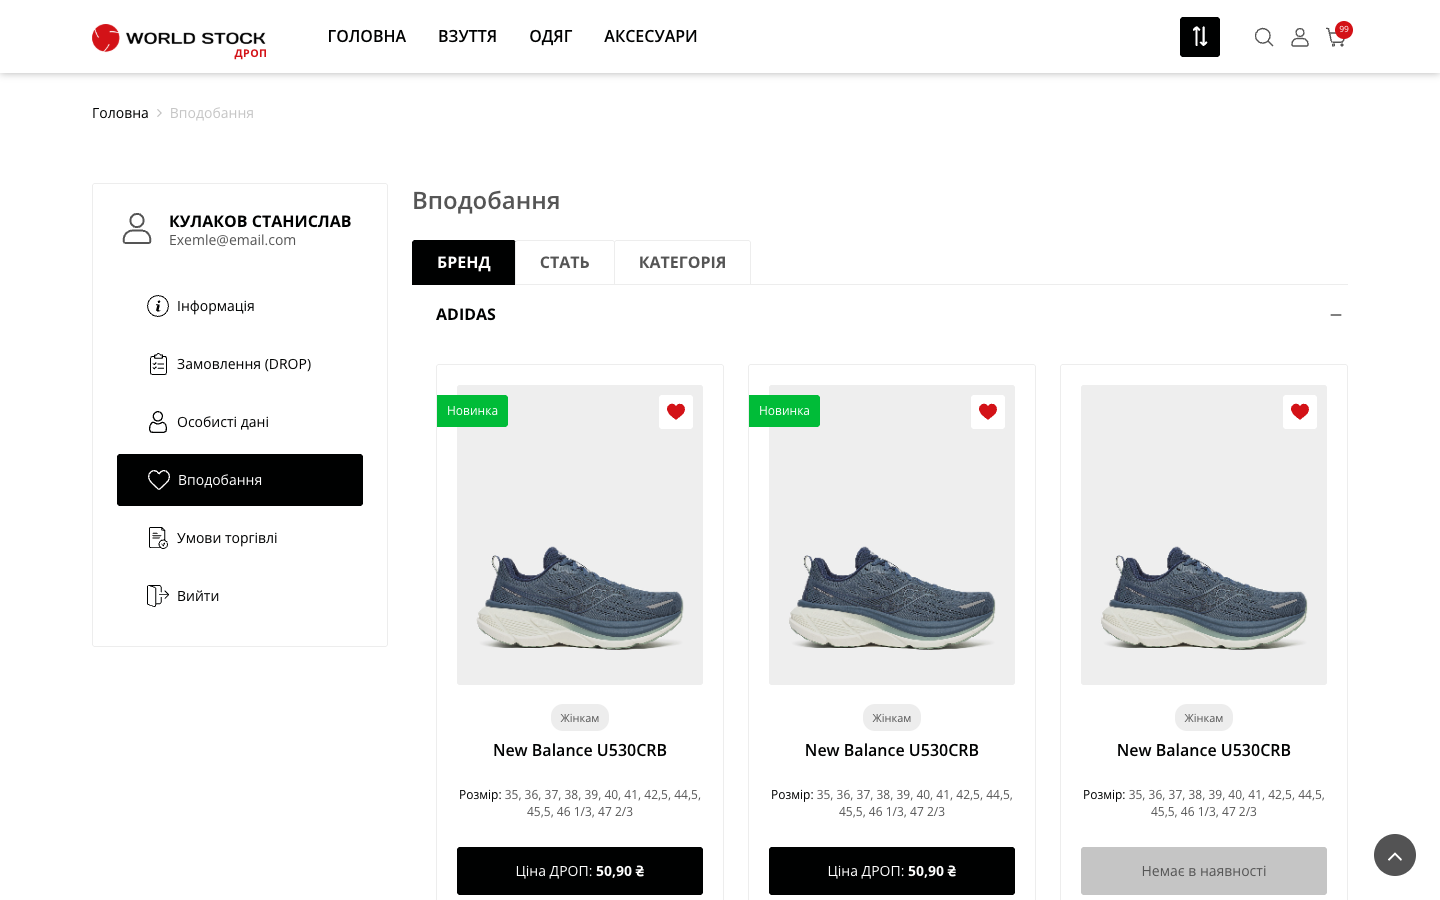 WORLD STOCK
ДРОП
ГОЛОВНА ВЗУТТЯ ОДЯГ АКСЕСУАРИ
99
Головна Вподобання
КУЛАКОВ СТАНИСЛАВ
Exemle@email.com
Інформація
Замовлення (DROP)
Особисті дані
Вподобання
Умови торгівлі
Вийти
Вподобання
БРЕНД СТАТЬ КАТЕГОРІЯ
ADIDAS
Новинка
Жінкам
New Balance U530CRB
Розмір: 35, 36, 37, 38, 39, 40, 41, 42,5, 44,5,
45,5, 46 1/3, 47 2/3
Ціна ДРОП: 50,90 ₴
Новинка
Жінкам
New Balance U530CRB
Розмір: 35, 36, 37, 38, 39, 40, 41, 42,5, 44,5,
45,5, 46 1/3, 47 2/3
Ціна ДРОП: 50,90 ₴
Жінкам
New Balance U530CRB
Розмір: 35, 36, 37, 38, 39, 40, 41, 42,5, 44,5,
45,5, 46 1/3, 47 2/3
Немає в наявності